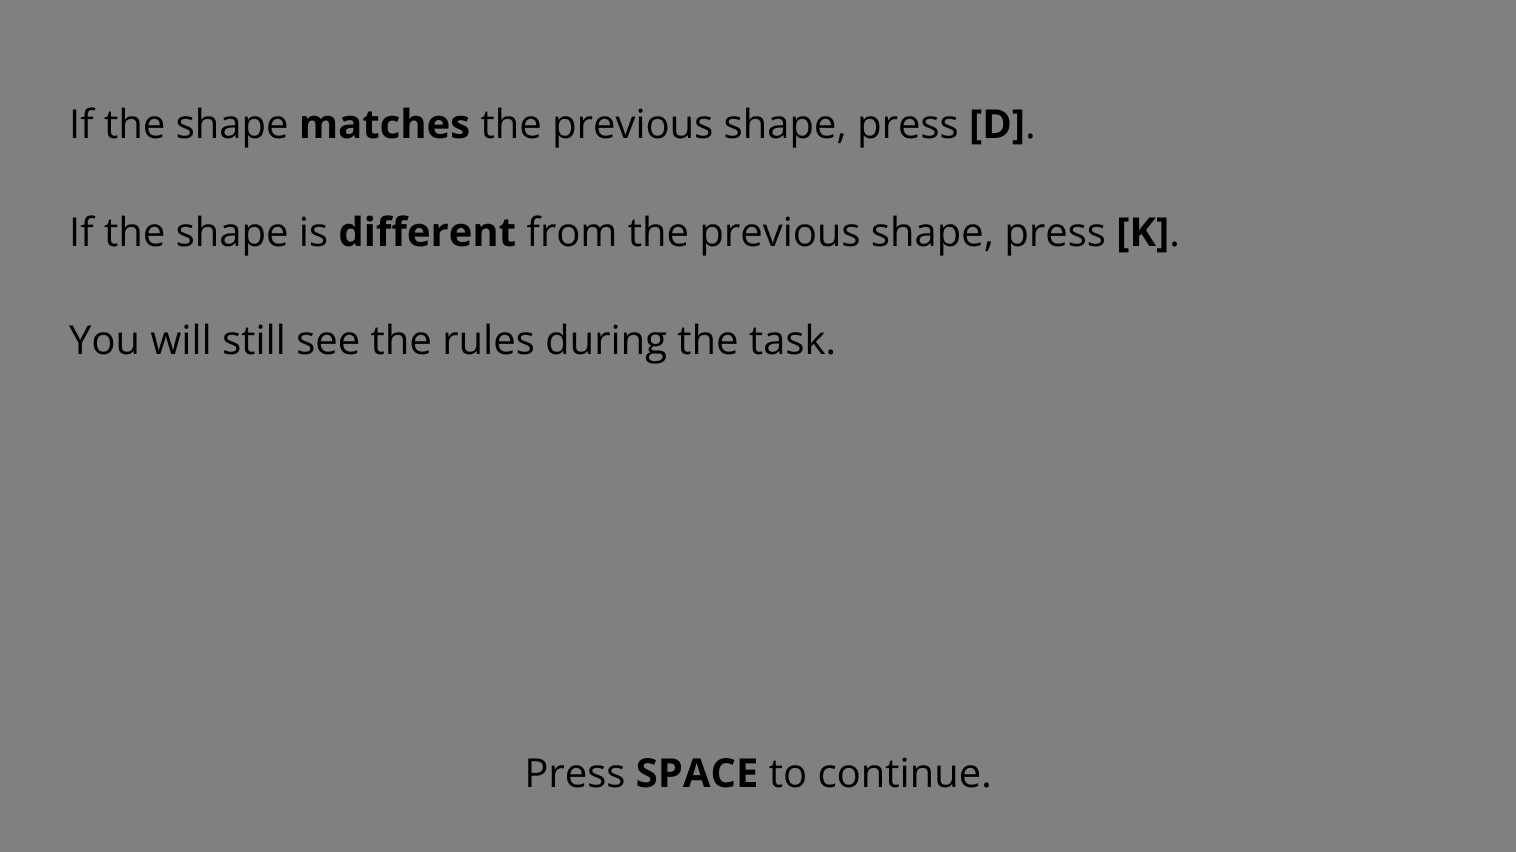 If the shape matches the previous shape, press [D].
If the shape is different from the previous shape, press [K].
You will still see the rules during the task.
Press SPACE to continue.